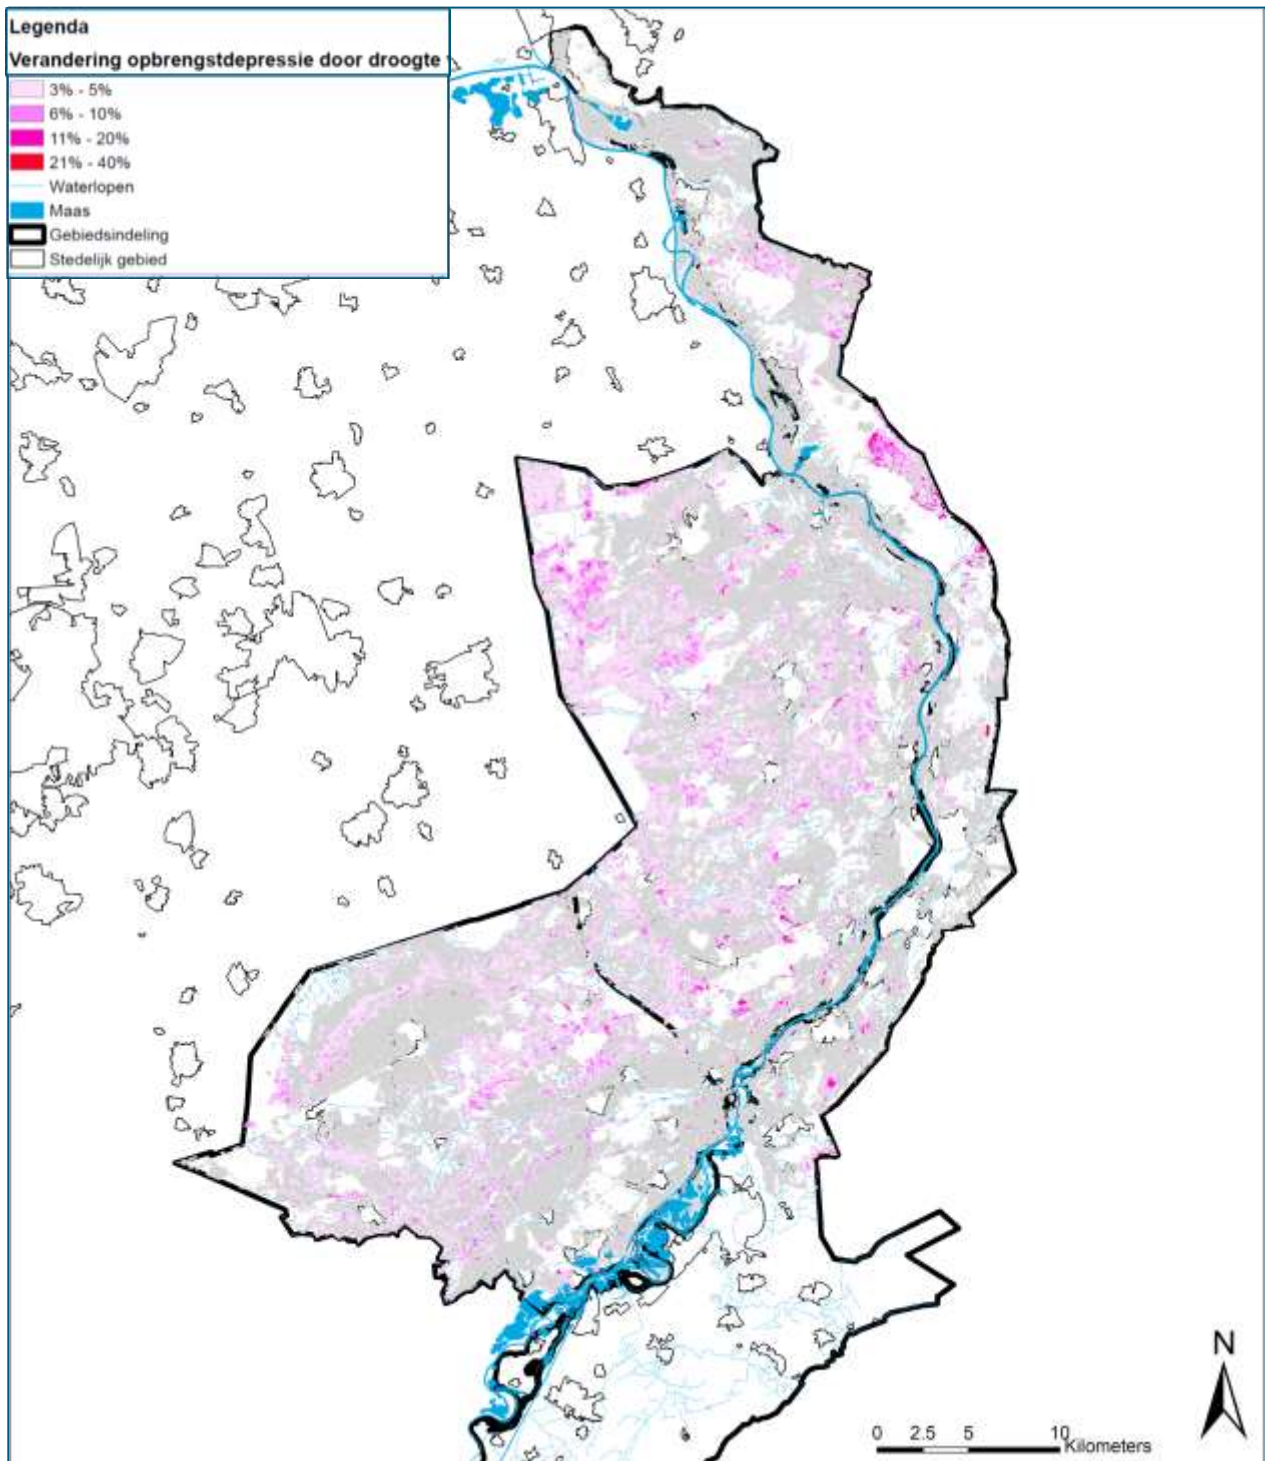 Legenda
Verandering opbrengstdepressie door droogte
3% - 5%
6% - 10%
11% - 20%
21% - 40%
Waterlopen
Maas
Gebiedsindeling
Stedelijk gebied
N
0 2.5 5 10
Kilometers